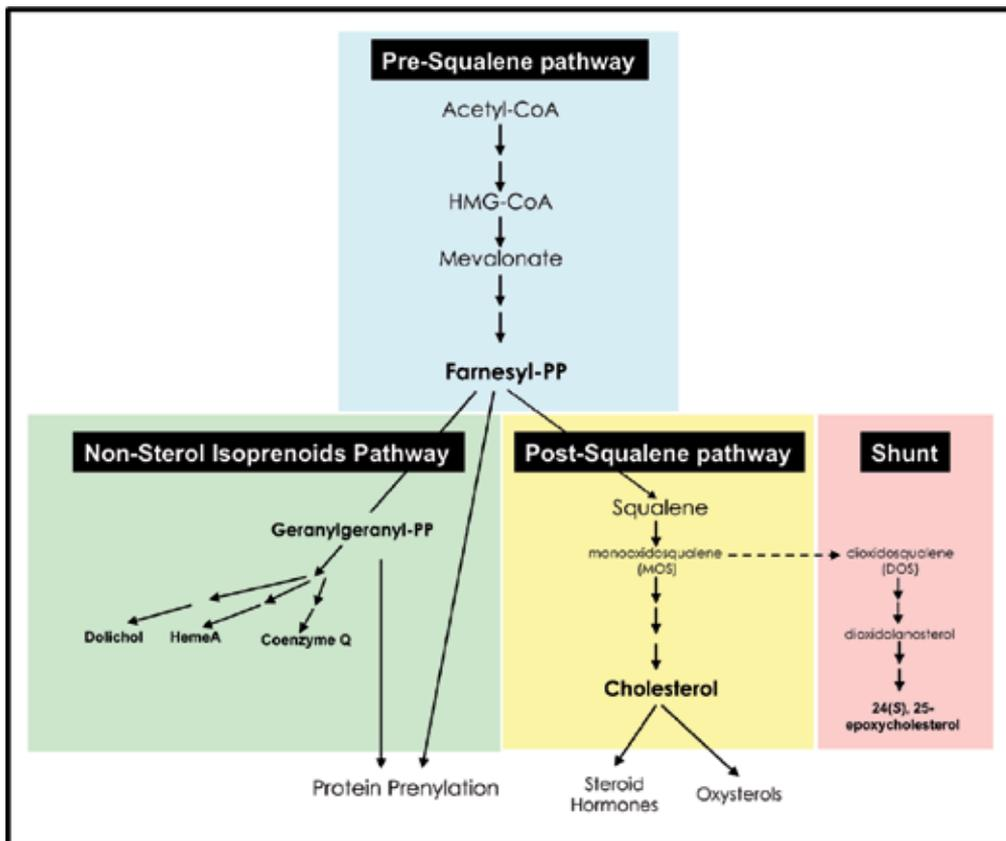 Pre-Squalene pathway
Acetyl-CoA
HMG-CoA
Mevalonate
Farnesyl-PP
Non-Sterol Isoprenoids Pathway
Geranylgeranyl-PP
Dolichol
HemeA
Coenzyme Q
Protein Prenylation
Post-Squalene pathway
Squalene
monooxidosqualene
(MOS)
Cholesterol
Steroid
Hormones
Oxysterols
Shunt
dioxidosqualene
(DOS)
dioxidolanosterol
24(S), 25-
epoxycholesterol